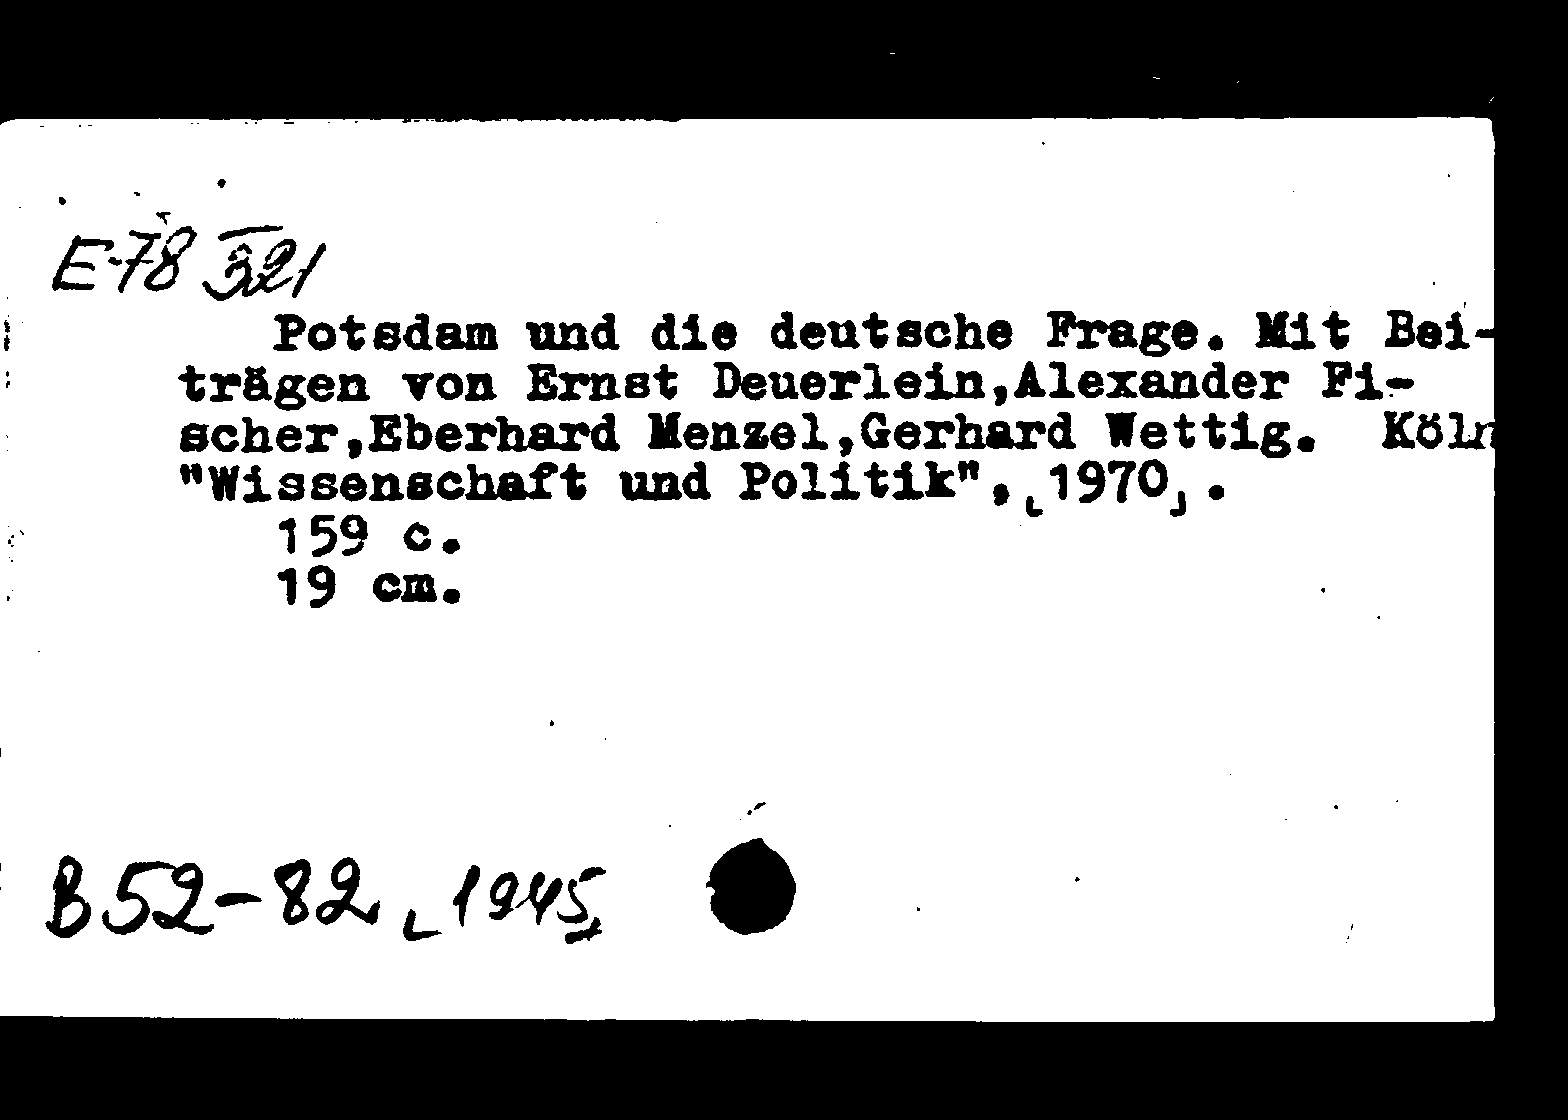 E-78 321
Potsdam und die deutsche Frage. Mit Bei-
trägen von Ernst Deuerlein,Alexander Fi-
scher,Eberhard Menzel,Gerhard Wettig. Köln
"Wissenschaft und Politik",[1970].
159 c.
19 cm.
B52-82 [1945]